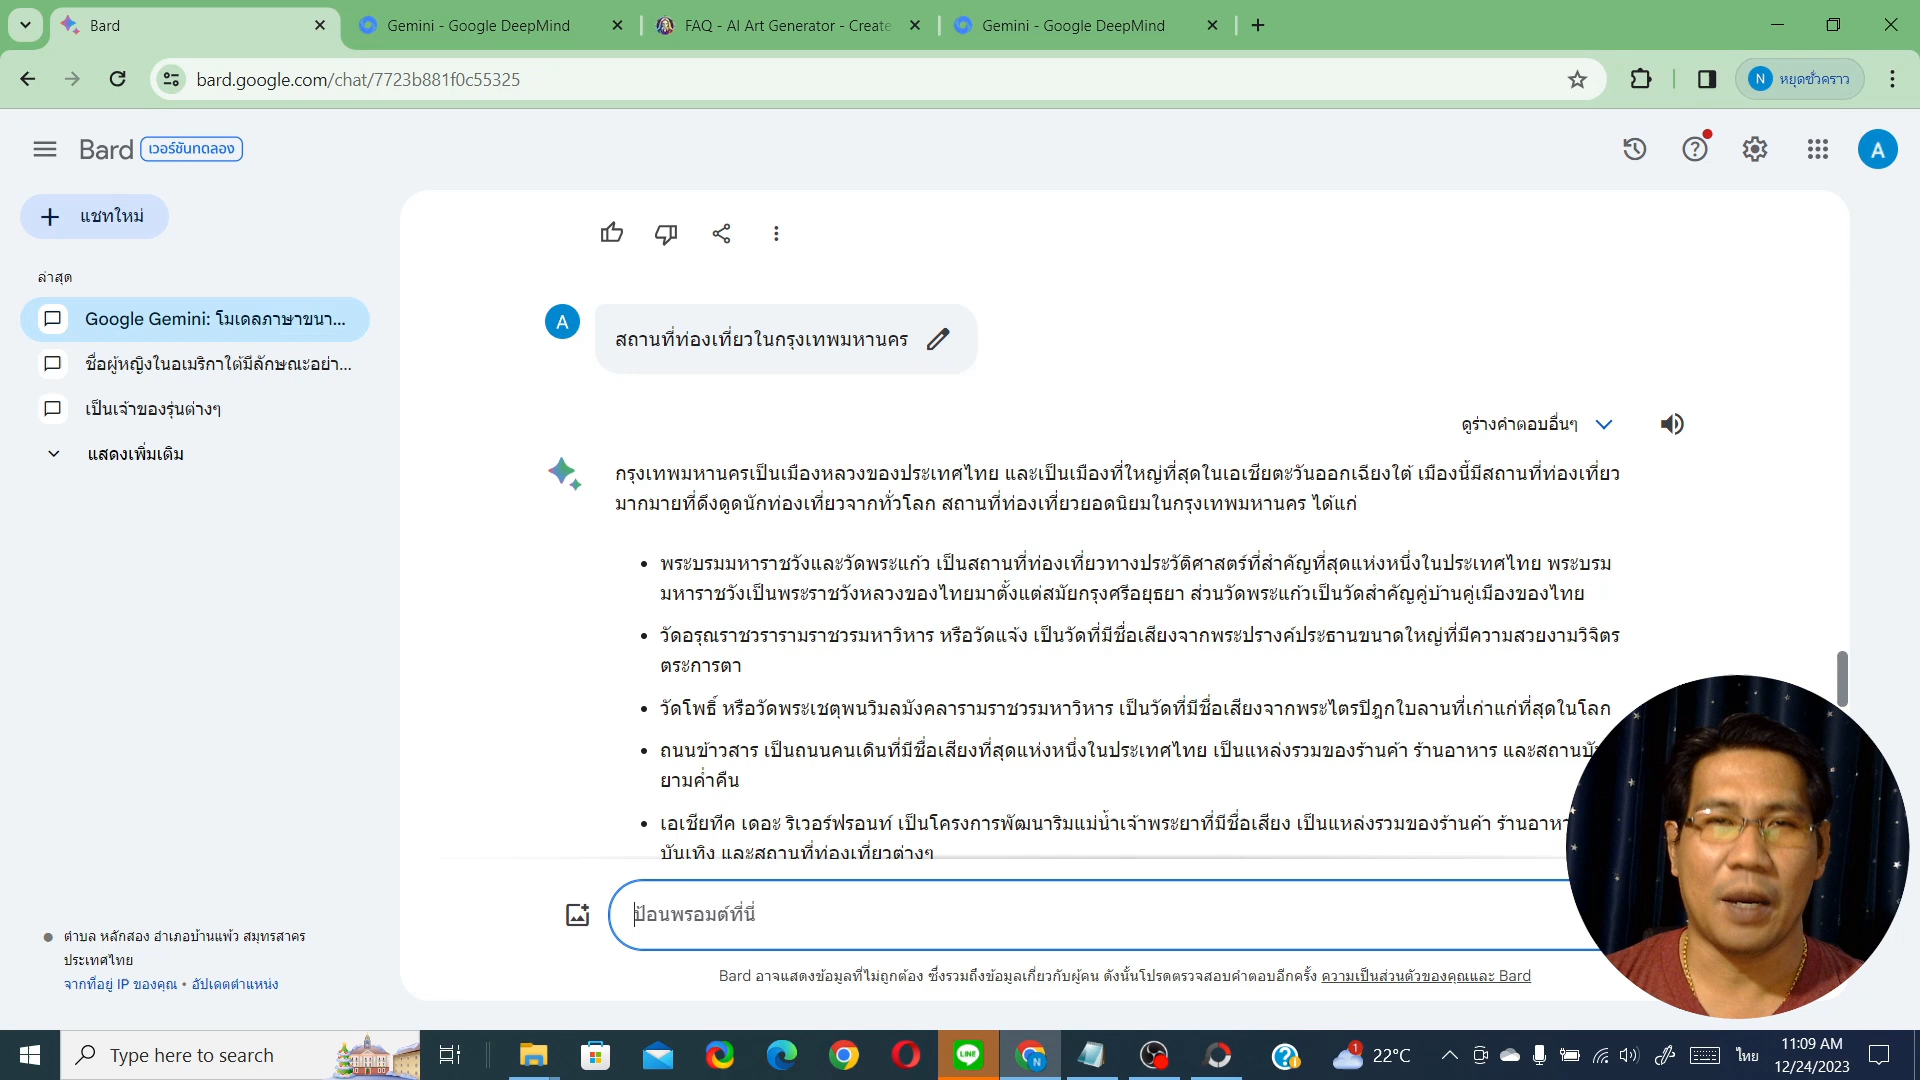 Bard
Gemini - Google DeepMind
FAQ - AI Art Generator - Create
Gemini - Google DeepMind
bard.google.com/chat/7723b881f0c55325
N
หยุดชั่วคราว
Bard
เวอร์ชันทดลอง
A
แชทใหม่
ล่าสุด
Google Gemini: โมเดลภาษาขนา...
ชื่อผู้หญิงในอเมริกาใต้มีลักษณะอย่า...
เป็นเจ้าของรุ่นต่างๆ
แสดงเพิ่มเติม
A
สถานที่ท่องเที่ยวในกรุงเทพมหานคร
ดูร่างคำตอบอื่นๆ
กรุงเทพมหานครเป็นเมืองหลวงของประเทศไทย และเป็นเมืองที่ใหญ่ที่สุดในเอเชียตะวันออกเฉียงใต้ เมืองนี้มีสถานที่ท่องเที่ยว
มากมายที่ดึงดูดนักท่องเที่ยวจากทั่วโลก สถานที่ท่องเที่ยวยอดนิยมในกรุงเทพมหานคร ได้แก่
• พระบรมมหาราชวังและวัดพระแก้ว เป็นสถานที่ท่องเที่ยวทางประวัติศาสตร์ที่สำคัญที่สุดแห่งหนึ่งในประเทศไทย พระบรม
มหาราชวังเป็นพระราชวังหลวงของไทยมาตั้งแต่สมัยกรุงศรีอยุธยา ส่วนวัดพระแก้วเป็นวัดสำคัญคู่บ้านคู่เมืองของไทย
• วัดอรุณราชวรารามราชวรมหาวิหาร หรือวัดแจ้ง เป็นวัดที่มีชื่อเสียงจากพระปรางค์ประธานขนาดใหญ่ที่มีความสวยงามวิจิตร
ตระการตา
• วัดโพธิ์ หรือวัดพระเชตุพนวิมลมังคลารามราชวรมหาวิหาร เป็นวัดที่มีชื่อเสียงจากพระไตรปิฎกใบลานที่เก่าแก่ที่สุดในโลก
• ถนนข้าวสาร เป็นถนนคนเดินที่มีชื่อเสียงที่สุดแห่งหนึ่งในประเทศไทย เป็นแหล่งรวมของร้านค้า ร้านอาหาร และสถานบั
ยามค่ำคืน
• เอเชียทีค เดอะ ริเวอร์ฟรอนท์ เป็นโครงการพัฒนาริมแม่น้ำเจ้าพระยาที่มีชื่อเสียง เป็นแหล่งรวมของร้านค้า ร้านอาหา
บันเทิง และสถานที่ท่องเที่ยวต่างๆ
ป้อนพรอมต์ที่นี่
Bard อาจแสดงข้อมูลที่ไม่ถูกต้อง ซึ่งรวมถึงข้อมูลเกี่ยวกับผู้คน ดังนั้นโปรดตรวจสอบคำตอบอีกครั้ง ความเป็นส่วนตัวของคุณและ Bard
ตำบล หลักสอง อำเภอบ้านแพ้ว สมุทรสาคร
ประเทศไทย
จากที่อยู่ IP ของคุณ • อัปเดตตำแหน่ง
Type here to search
LINE
N
1
22°C
ไทย
11:09 AM
12/24/2023